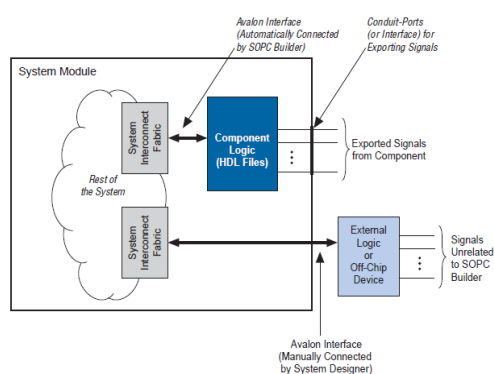 Avalon Interface
(Automatically Connected
by SOPC Builder)
Conduit-Ports
(or Interface) for
Exporting Signals
System Module
System
Interconnect
Fabric
Component
Logic
(HDL Files)
Exported Signals
from Component
Rest of
the System
System
Interconnect
Fabric
External
Logic
or
Off-Chip
Device
Signals
Unrelated
to SOPC
Builder
Avalon Interface
(Manually Connected
by System Designer)